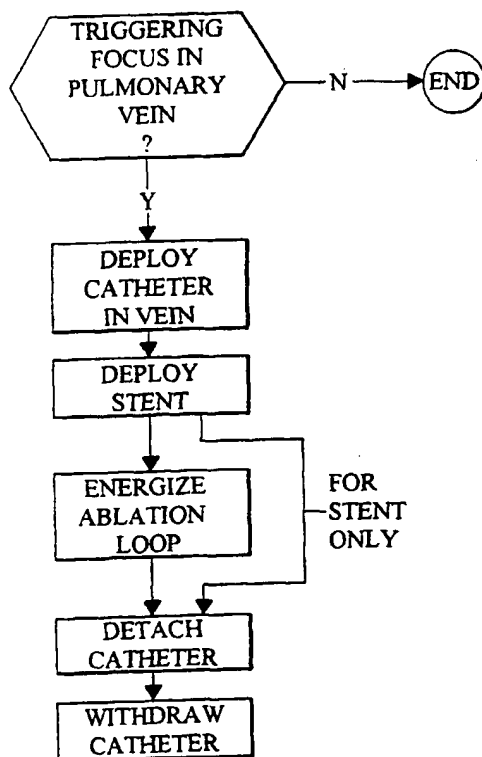 TRIGGERING
FOCUS IN
PULMONARY
VEIN
?
N
END
Y
DEPLOY
CATHETER
IN VEIN
DEPLOY
STENT
ENERGIZE
ABLATION
LOOP
FOR
STENT
ONLY
DETACH
CATHETER
WITHDRAW
CATHETER